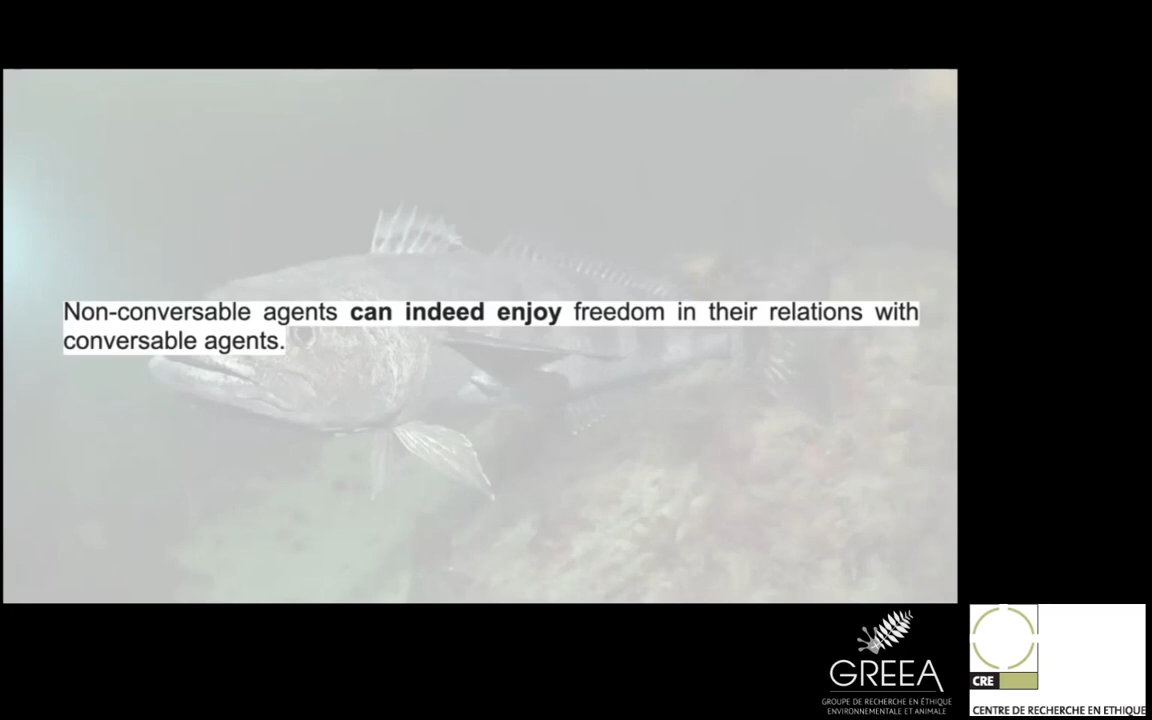 Non-conversable agents can indeed enjoy freedom in their relations with
conversable agents.
GREEA
GROUPE DE RECHERCHE EN ÉTHIQUE
ENVIRONNEMENTALE ET ANIMALE
CRE
CENTRE DE RECHERCHE EN ETHIQUE